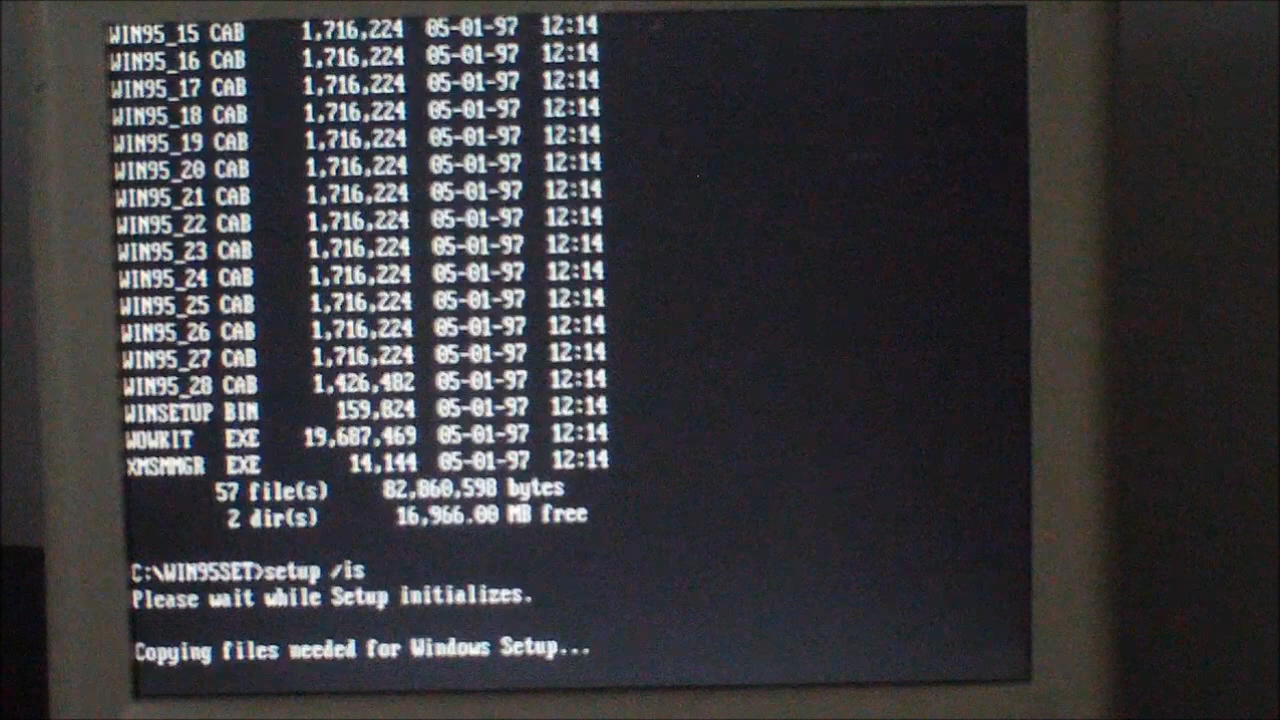 WIN95_15 CAB 1,716,224 05-01-97 12:14
WIN95_16 CAB 1,716,224 05-01-97 12:14
WIN95_17 CAB 1,716,224 05-01-97 12:14
WIN95_18 CAB 1,716,224 05-01-97 12:14
WIN95_19 CAB 1,716,224 05-01-97 12:14
WIN95_20 CAB 1,716,224 05-01-97 12:14
WIN95_21 CAB 1,716,224 05-01-97 12:14
WIN95_22 CAB 1,716,224 05-01-97 12:14
WIN95_23 CAB 1,716,224 05-01-97 12:14
WIN95_24 CAB 1,716,224 05-01-97 12:14
WIN95_25 CAB 1,716,224 05-01-97 12:14
WIN95_26 CAB 1,716,224 05-01-97 12:14
WIN95_27 CAB 1,716,224 05-01-97 12:14
WIN95_28 CAB 1,426,482 05-01-97 12:14
WINSETUP BIN 159,824 05-01-97 12:14
WOWKIT EXE 19,687,469 05-01-97 12:14
XMSMMGR EXE 14,144 05-01-97 12:14
57 file(s) 82,860,598 bytes
2 dir(s) 16,966.00 MB free
C:\WIN95SET>setup /is
Please wait while Setup initializes.
Copying files needed for Windows Setup...